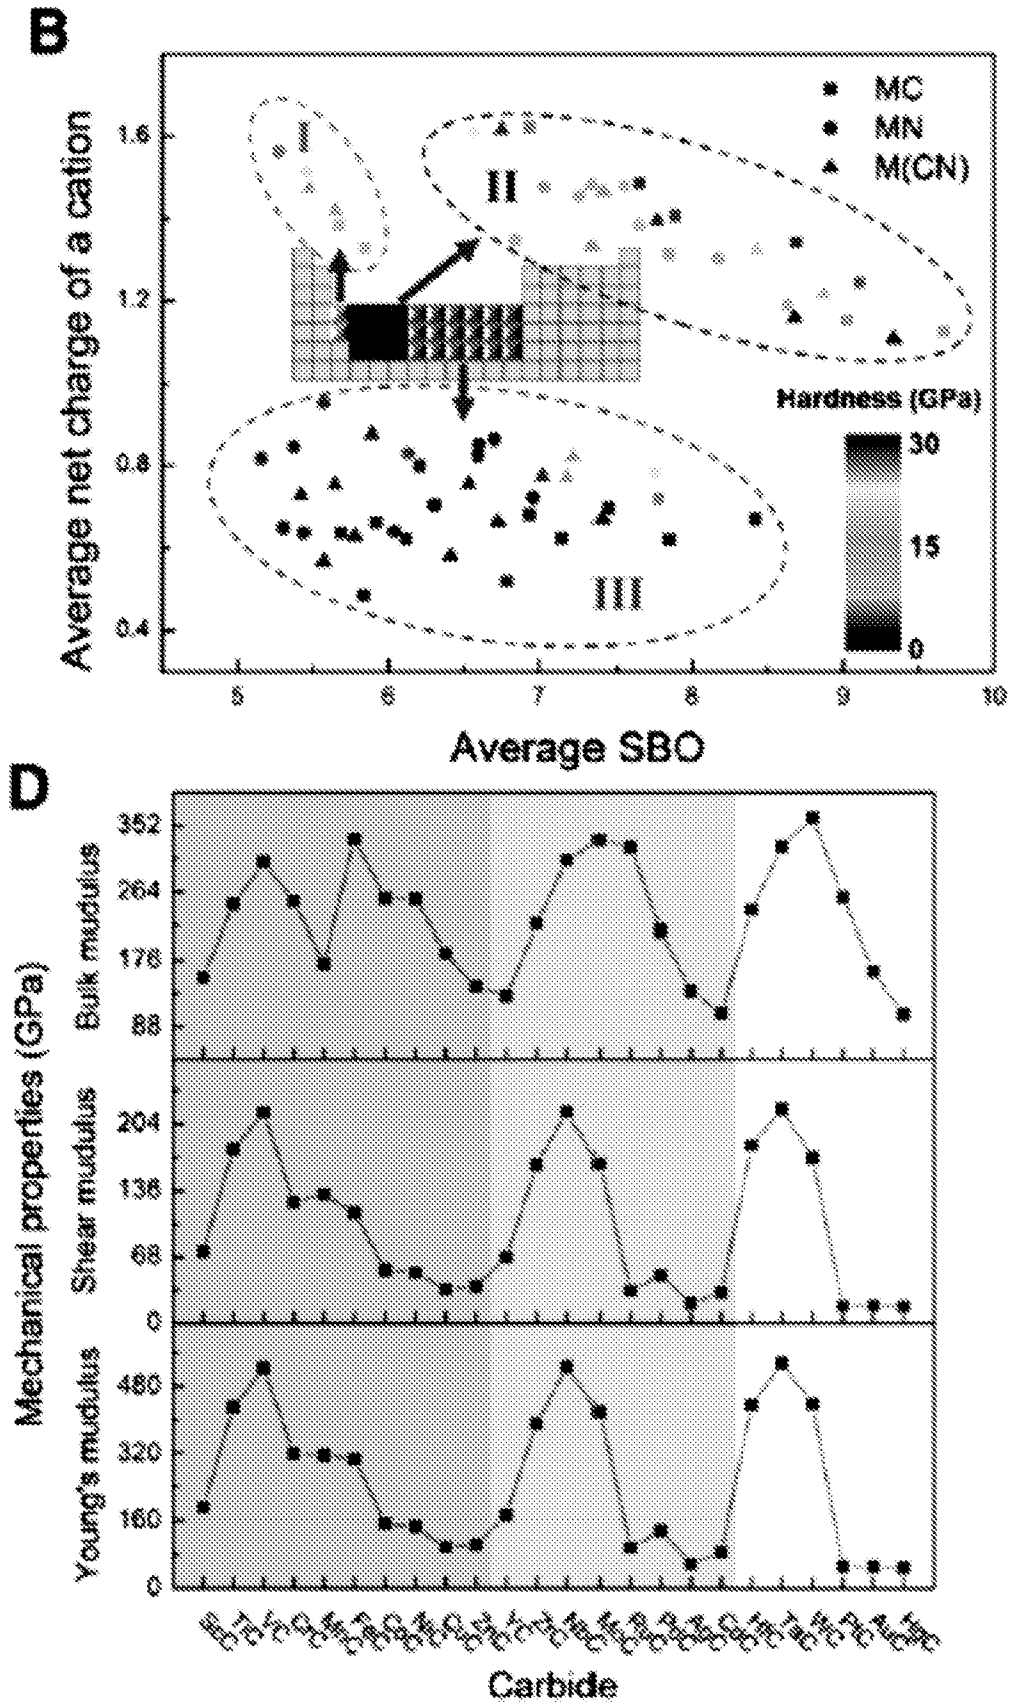 B
Average net charge of a cation
1.6
1.2
0.8
0.4
I
II
III
MC
MN
M(CN)
Hardness (GPa)
30
15
0
5 6 7 8 9 10
Average SBO
D
Mechanical properties (GPa)
Bulk mudulus
352
264
176
88
Shear mudulus
204
136
68
0
Young's mudulus
480
320
160
0
Carbide